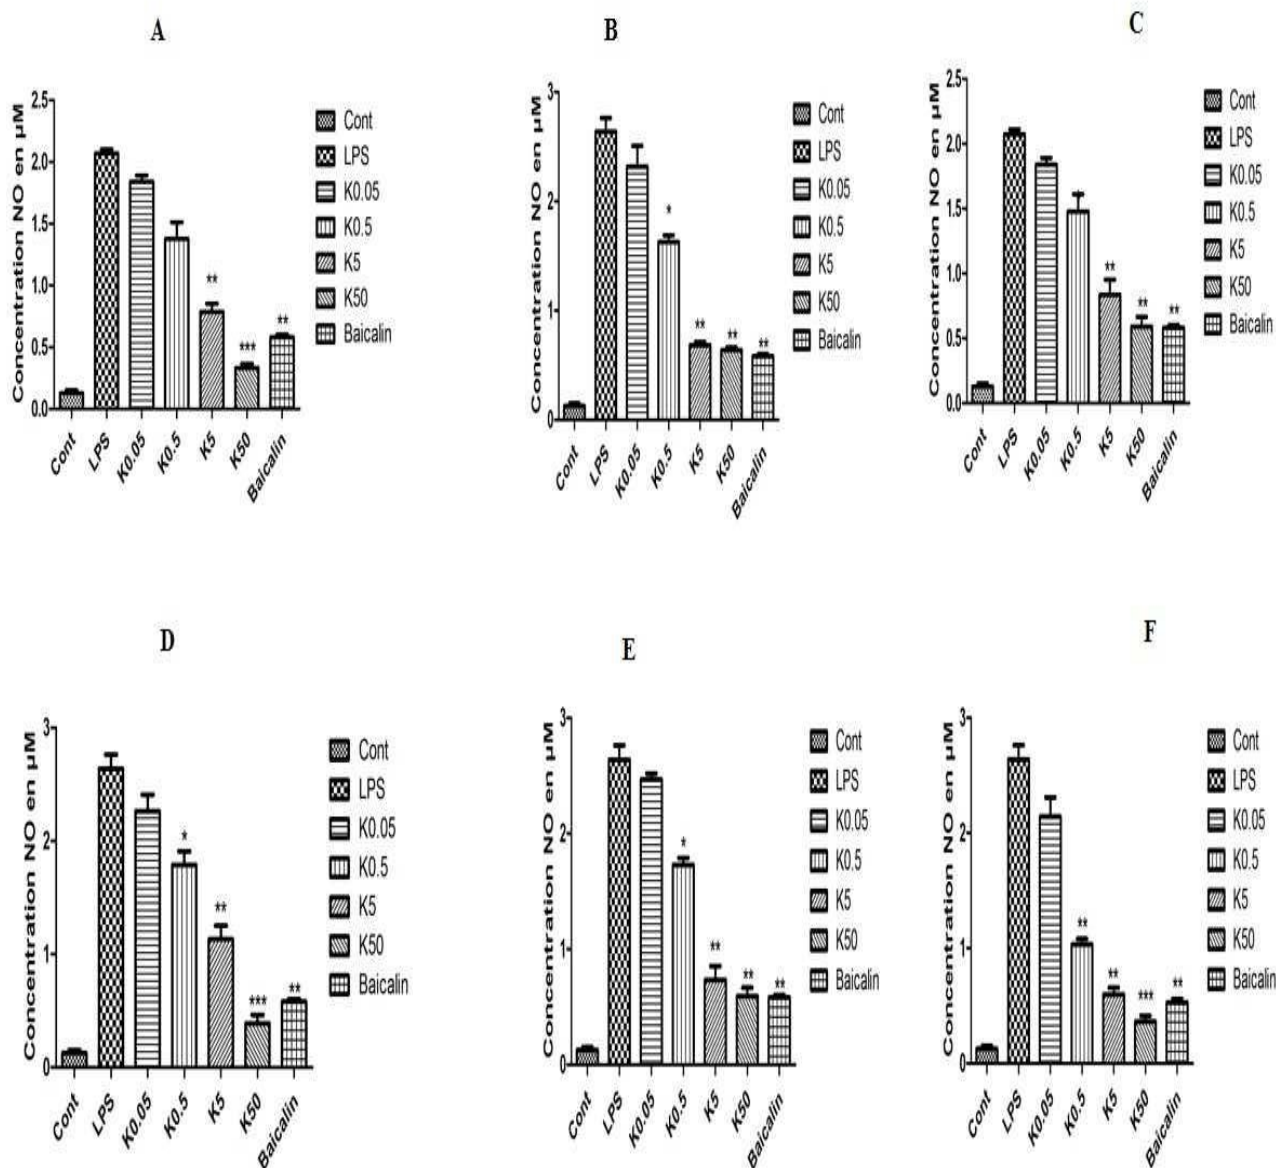 A
Concentration NO en µM
2.5
2.0
1.5
1.0
0.5
0.0
**
***
**
Cont
LPS
K0.05
K0.5
K5
K50
Baicalin
Cont
LPS
K0.05
K0.5
K5
K50
Baicalin
B
Concentration NO en µM
3
2
1
0
*
**
**
**
Cont
LPS
K0.05
K0.5
K5
K50
Baicalin
Cont
LPS
K0.05
K0.5
K5
K50
Baicalin
C
Concentration NO en µM
2.5
2.0
1.5
1.0
0.5
0.0
**
**
**
Cont
LPS
K0.05
K0.5
K5
K50
Baicalin
Cont
LPS
K0.05
K0.5
K5
K50
Baicalin
D
Concentration NO en µM
3
2
1
0
*
**
***
**
Cont
LPS
K0.05
K0.5
K5
K50
Baicalin
Cont
LPS
K0.05
K0.5
K5
K50
Baicalin
E
Concentration NO en µM
3
2
1
0
*
**
**
**
Cont
LPS
K0.05
K0.5
K5
K50
Baicalin
Cont
LPS
K0.05
K0.5
K5
K50
Baicalin
F
Concentration NO en µM
3
2
1
0
**
**
***
**
Cont
LPS
K0.05
K0.5
K5
K50
Baicalin
Cont
LPS
K0.05
K0.5
K5
K50
Baicalin